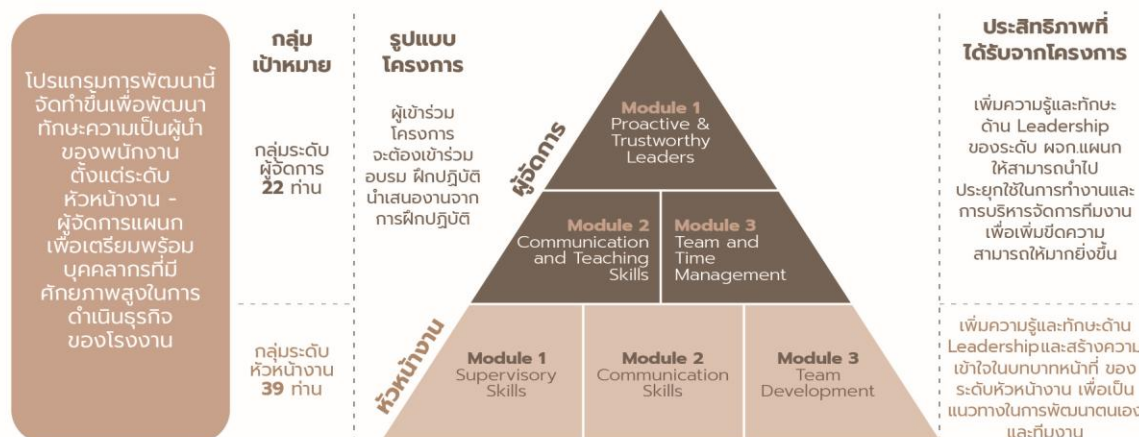 โปรแกรมการพัฒนานี้
จัดทำขึ้นเพื่อพัฒนา
ทักษะความเป็นผู้นำ
ของพนักงาน
ตั้งแต่ระดับ
หัวหน้างาน -
ผู้จัดการแผนก
เพื่อเตรียมพร้อม
บุคคลากรที่มี
ศักยภาพสูงในการ
ดำเนินธุรกิจ
ของโรงงาน
กลุ่ม
เป้าหมาย
กลุ่มระดับ
ผู้จัดการ
22 ท่าน
กลุ่มระดับ
หัวหน้างาน
39 ท่าน
รูปแบบ
โครงการ
ผู้เข้าร่วม
โครงการ
จะต้องเข้าร่วม
อบรม ฝึกปฏิบัติ
นำเสนองานจาก
การฝึกปฏิบัติ
ผู้จัดการ
Module 1
Proactive &
Trustworthy
Leaders
Module 2
Communication
and Teaching
Skills
Module 3
Team and
Time
Management
หัวหน้างาน
Module 1
Supervisory
Skills
Module 2
Communication
Skills
Module 3
Team
Development
ประสิทธิภาพที่
ได้รับจากโครงการ
เพิ่มความรู้และทักษะ
ด้าน Leadership
ของระดับ ผจก.แผนก
ให้สามารถนำไป
ประยุกใช้ในการทำงานและ
การบริหารจัดการทีมงาน
เพื่อเพิ่มขีดความ
สามารถให้มากยิ่งขึ้น
เพิ่มความรู้และทักษะด้าน
Leadershipและสร้างความ
เข้าใจในบทบาทหน้าที่ ของ
ระดับหัวหน้างาน เพื่อเป็น
แนวทางในการพัฒนาตนเอง
และทีมงาน